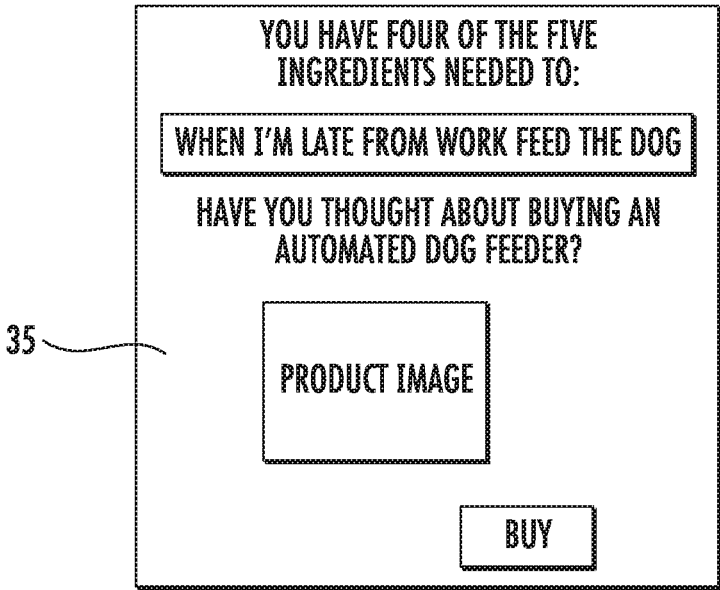 YOU HAVE FOUR OF THE FIVE
INGREDIENTS NEEDED TO:
WHEN I'M LATE FROM WORK FEED THE DOG
HAVE YOU THOUGHT ABOUT BUYING AN
AUTOMATED DOG FEEDER?
35
PRODUCT IMAGE
BUY